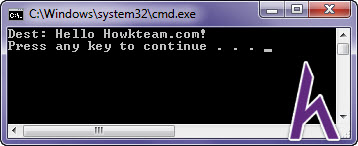 C:\Windows\system32\cmd.exe
Dest: Hello Howkteam.com!
Press any key to continue . . . _